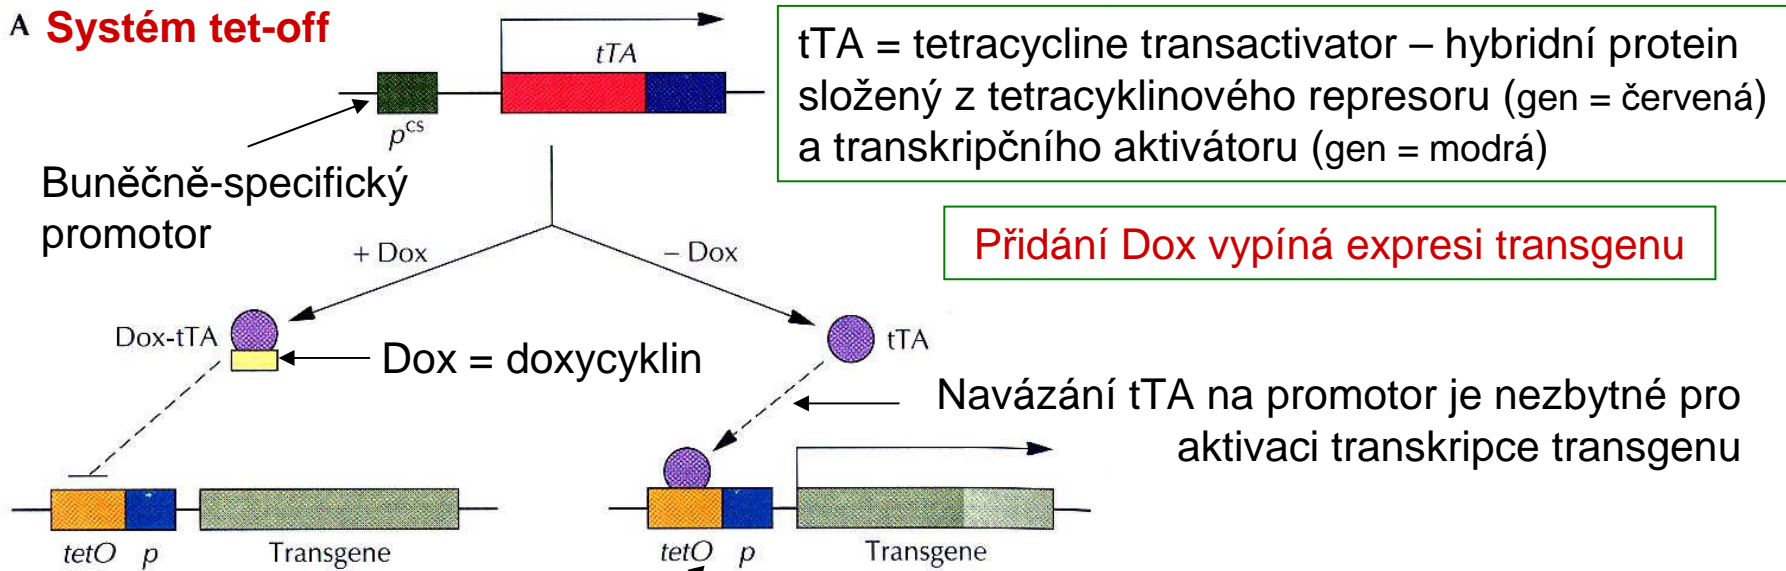 A Systém tet-off
tTA
p^cs
Buněčně-specifický
promotor
tTA = tetracycline transactivator – hybridní protein
složený z tetracyklinového represoru (gen = červená)
a transkripčního aktivátoru (gen = modrá)
Přidání Dox vypíná expresi transgenu
+ Dox
– Dox
Dox-tTA
Dox = doxycyklin
tTA
Navázání tTA na promotor je nezbytné pro
aktivaci transkripce transgenu
tetO p Transgene
tetO p Transgene